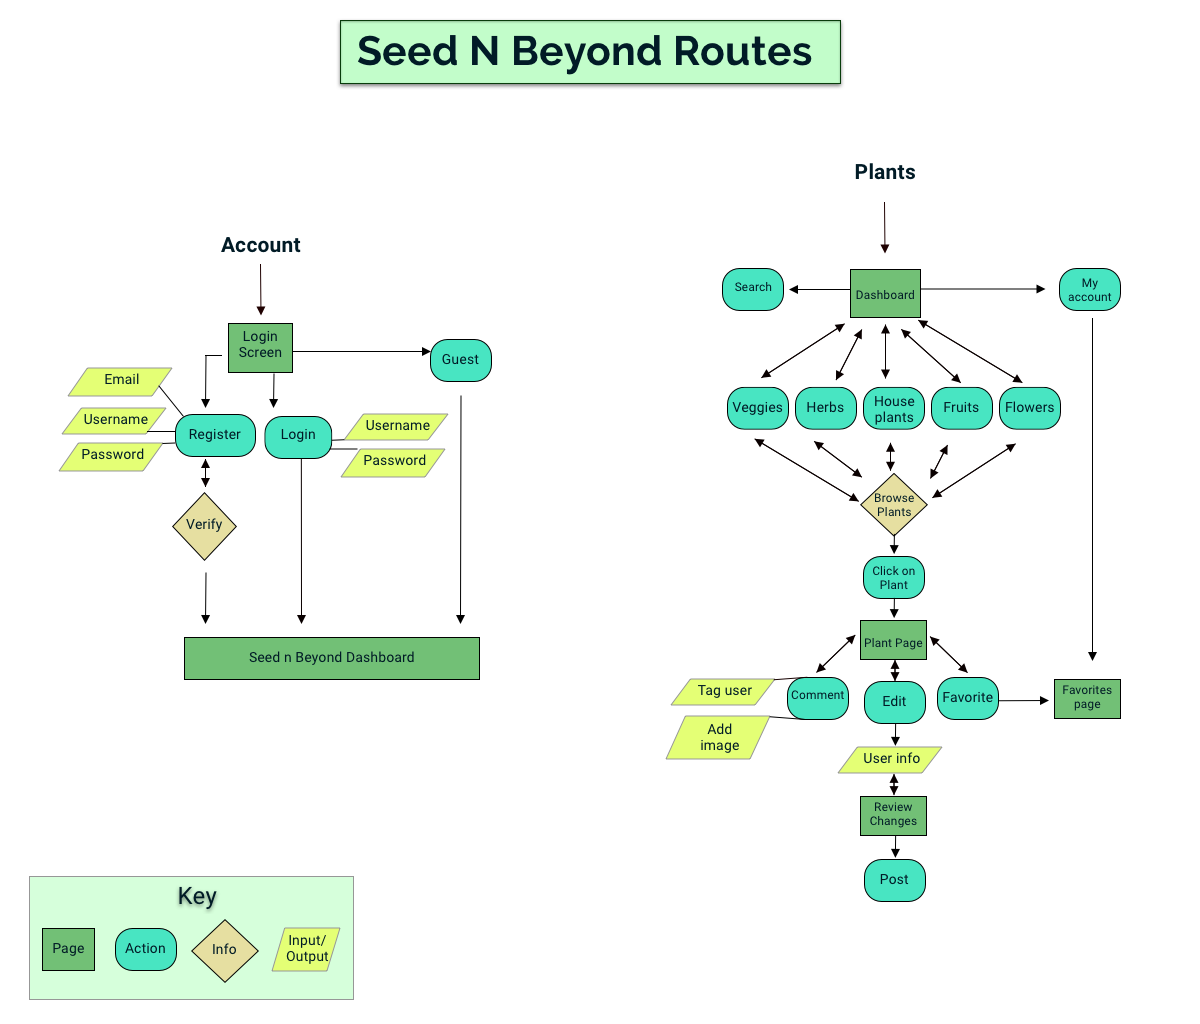 Seed N Beyond Routes
Account
Login
Screen
Guest
Email
Username
Password
Register
Login
Username
Password
Verify
Seed n Beyond Dashboard
Plants
Search
Dashboard
My
account
Veggies
Herbs
House
plants
Fruits
Flowers
Browse
Plants
Click on
Plant
Plant Page
Tag user
Add
image
Comment
Edit
Favorite
Favorites
page
User info
Review
Changes
Post
Key
Page
Action
Info
Input/
Output